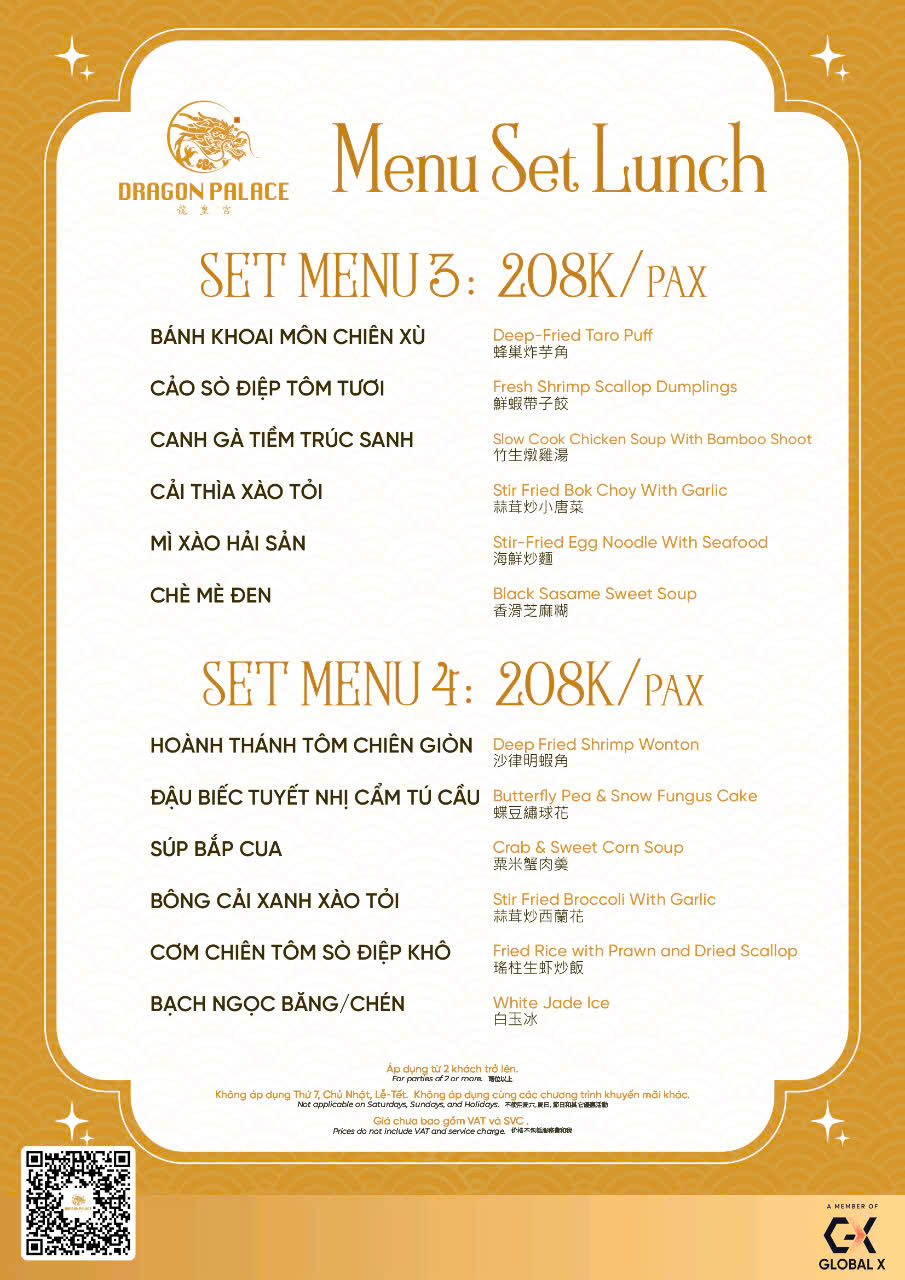 DRAGON PALACE
龍皇宮
Menu Set Lunch
SET MENU 3: 208K/PAX
BÁNH KHOAI MÔN CHIÊN XÙ
Deep-Fried Taro Puff
蜂巢炸芋角
CẢO SÒ ĐIỆP TÔM TƯƠI
Fresh Shrimp Scallop Dumplings
鮮蝦帶子餃
CANH GÀ TIỀM TRÚC SANH
Slow Cook Chicken Soup With Bamboo Shoot
竹生燉雞湯
CẢI THÌA XÀO TỎI
Stir Fried Bok Choy With Garlic
蒜茸炒小唐菜
MÌ XÀO HẢI SẢN
Stir-Fried Egg Noodle With Seafood
海鮮炒麵
CHÈ MÈ ĐEN
Black Sasame Sweet Soup
香滑芝麻糊
SET MENU 4: 208K/PAX
HOÀNH THÁNH TÔM CHIÊN GIÒN
Deep Fried Shrimp Wonton
沙律明蝦角
ĐẬU BIẾC TUYẾT NHỊ CẨM TÚ CẦU
Butterfly Pea & Snow Fungus Cake
蝶豆繡球花
SÚP BẮP CUA
Crab & Sweet Corn Soup
粟米蟹肉羹
BÔNG CẢI XANH XÀO TỎI
Stir Fried Broccoli With Garlic
蒜茸炒西蘭花
CƠM CHIÊN TÔM SÒ ĐIỆP KHÔ
Fried Rice with Prawn and Dried Scallop
瑤柱生虾炒飯
BẠCH NGỌC BĂNG/CHÉN
White Jade Ice
白玉冰
Áp dụng từ 2 khách trở lên.
For parties of 2 or more. 兩位以上
Không áp dụng Thứ 7, Chủ Nhật, Lễ-Tết. Không áp dụng cùng các chương trình khuyến mãi khác.
Not applicable on Saturdays, Sundays, and Holidays.
Giá chưa bao gồm VAT và SVC .
Prices do not include VAT and service charge.
A MEMBER OF
GX
GLOBAL X